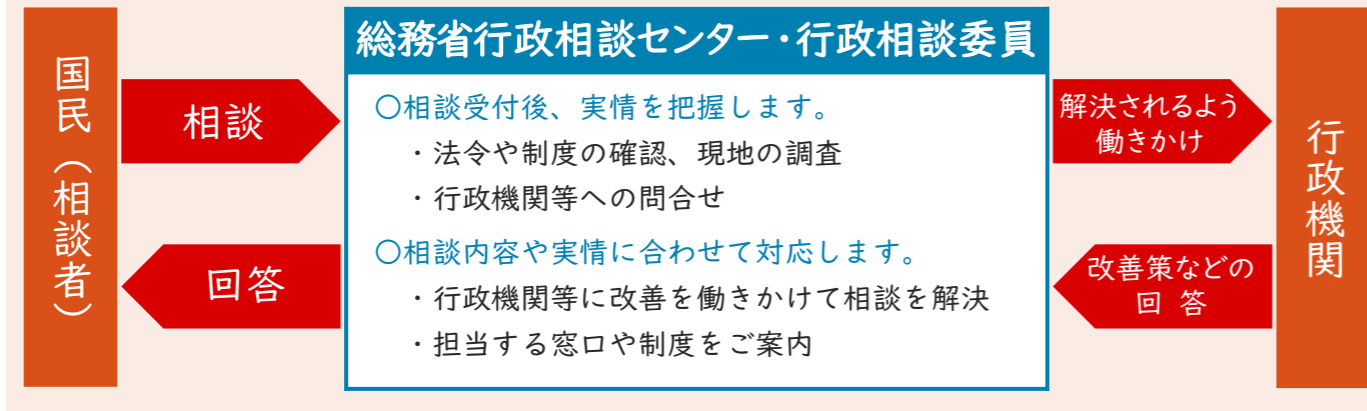 国民（相談者）
相談
回答
総務省行政相談センター・行政相談委員
〇相談受付後、実情を把握します。
・法令や制度の確認、現地の調査
・行政機関等への問合せ
〇相談内容や実情に合わせて対応します。
・行政機関等に改善を働きかけて相談を解決
・担当する窓口や制度をご案内
解決されるよう
働きかけ
改善策などの
回 答
行政機関